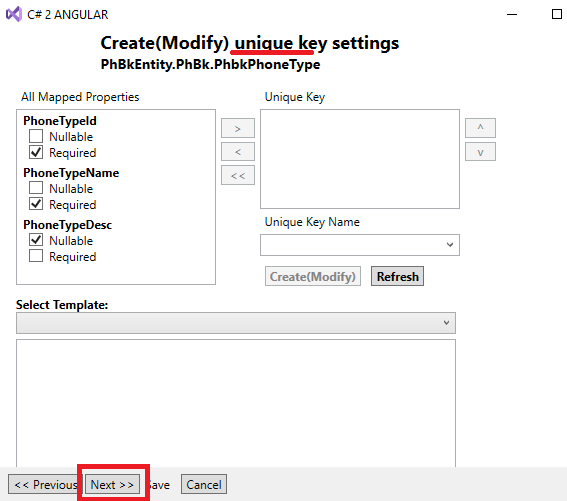 C# 2 ANGULAR
Create(Modify) unique key settings
PhBkEntity.PhBk.PhbkPhoneType
All Mapped Properties
Unique Key
PhoneTypeId
Nullable
Required
PhoneTypeName
Nullable
Required
PhoneTypeDesc
Nullable
Required
>
<
<<
^
v
Unique Key Name
Create(Modify)
Refresh
Select Template:
<< Previous
Next >>
Save
Cancel